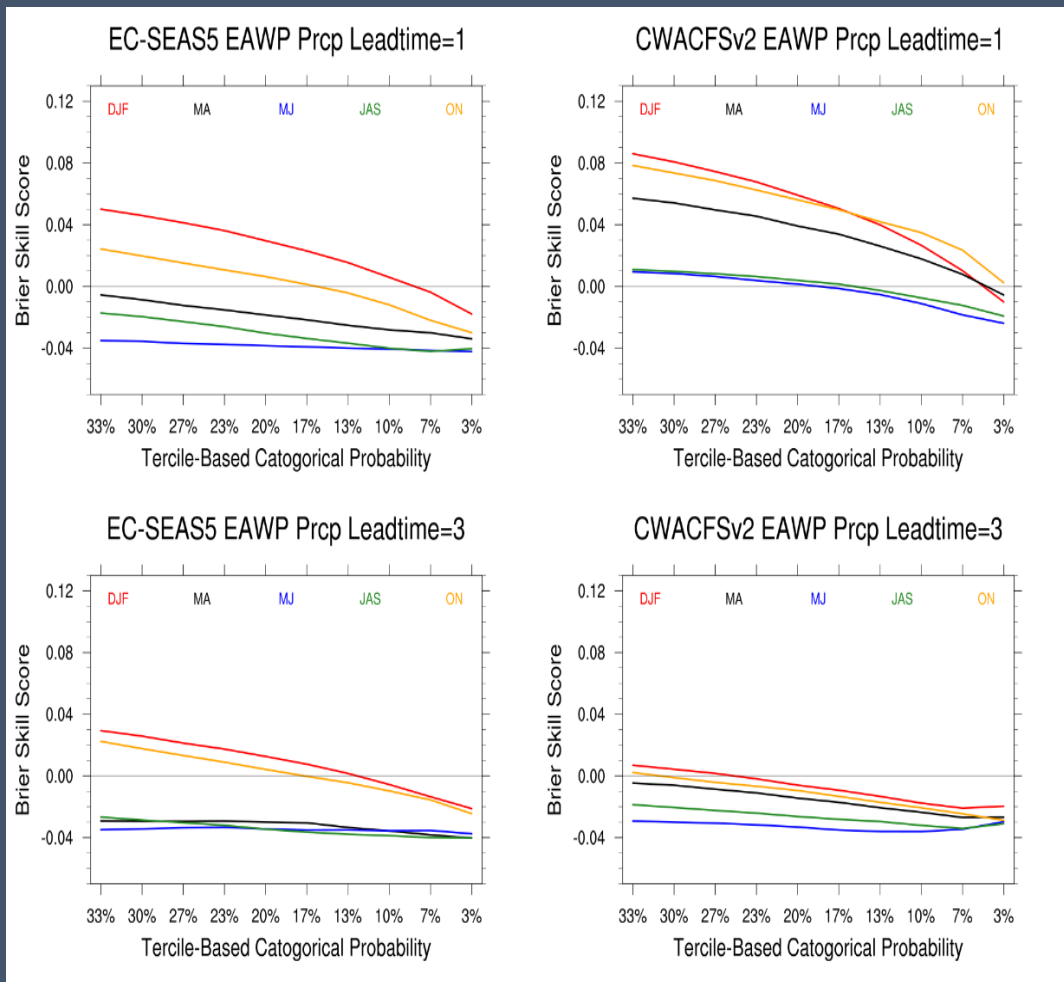 EC-SEAS5 EAWP Prcp Leadtime=1
0.12
0.08
0.04
0.00
-0.04
Brier Skill Score
DJF MA MJ JAS ON
33% 30% 27% 23% 20% 17% 13% 10% 7% 3%
Tercile-Based Catogorical Probability
CWACFSv2 EAWP Prcp Leadtime=1
0.12
0.08
0.04
0.00
-0.04
Brier Skill Score
DJF MA MJ JAS ON
33% 30% 27% 23% 20% 17% 13% 10% 7% 3%
Tercile-Based Catogorical Probability
EC-SEAS5 EAWP Prcp Leadtime=3
0.12
0.08
0.04
0.00
-0.04
Brier Skill Score
DJF MA MJ JAS ON
33% 30% 27% 23% 20% 17% 13% 10% 7% 3%
Tercile-Based Catogorical Probability
CWACFSv2 EAWP Prcp Leadtime=3
0.12
0.08
0.04
0.00
-0.04
Brier Skill Score
DJF MA MJ JAS ON
33% 30% 27% 23% 20% 17% 13% 10% 7% 3%
Tercile-Based Catogorical Probability